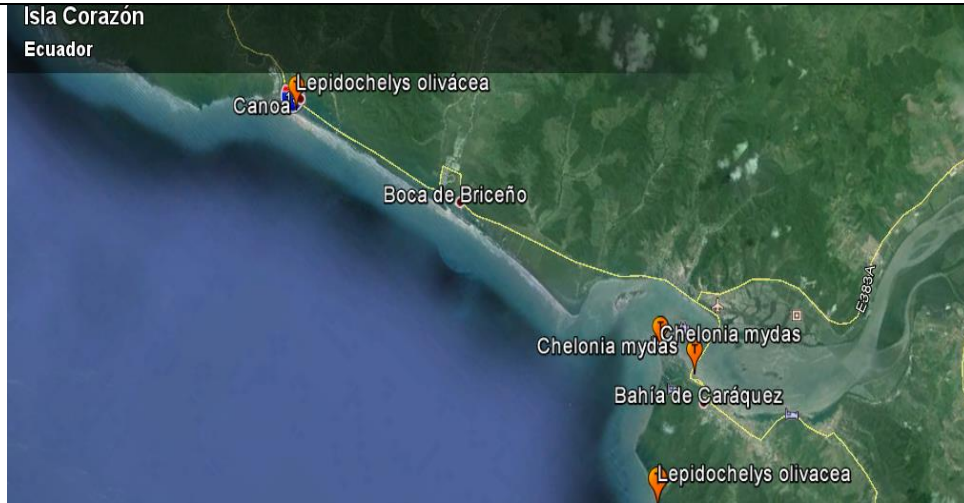 Isla Corazón
Ecuador
Lepidochelys olivácea
Canoa
Boca de Briceño
E383A
Chelonia mydas
Chelonia mydas
Bahía de Caráquez
Lepidochelys olivacea